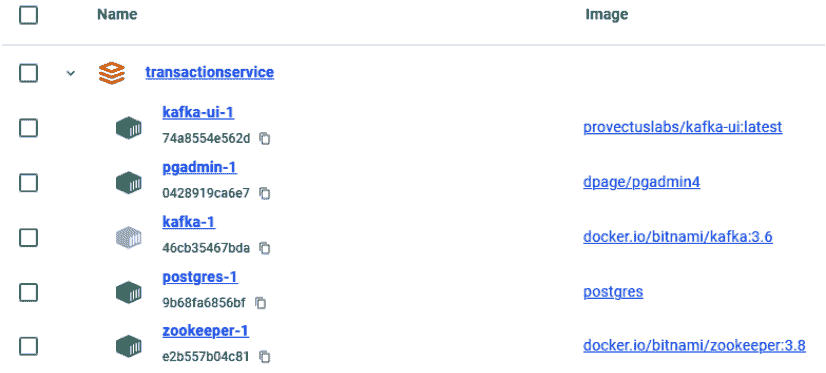 Name Image
transactionservice
kafka-ui-1
74a8554e562d provectuslabs/kafka-ui:latest
pgadmin-1
0428919ca6e7 dpage/pgadmin4
kafka-1
46cb35467bda docker.io/bitnami/kafka:3.6
postgres-1
9b68fa6856bf postgres
zookeeper-1
e2b557b04c81 docker.io/bitnami/zookeeper:3.8